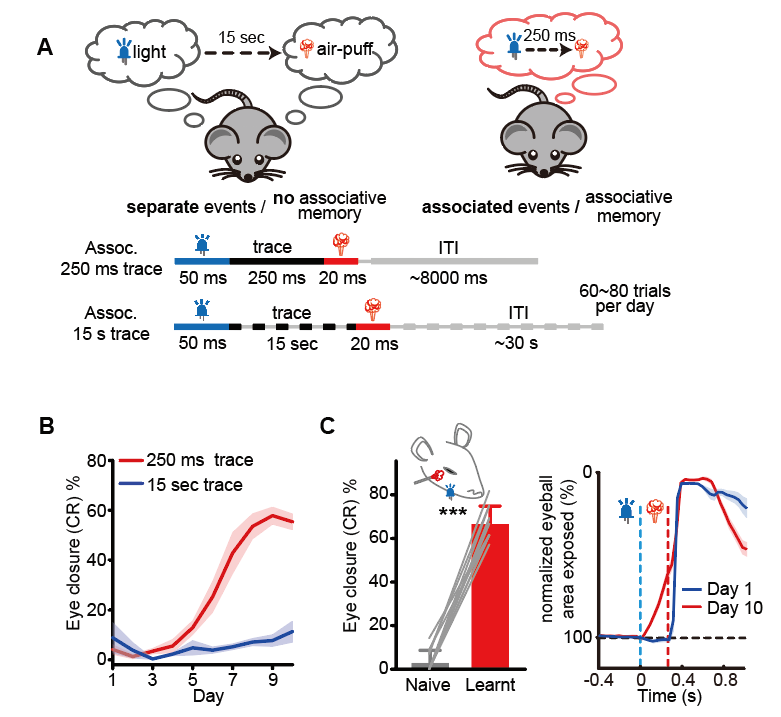 A
light
15 sec
air-puff
250 ms
separate events / no associative
memory
associated events / associative
memory
Assoc.
250 ms trace
trace
ITI
50 ms
250 ms
20 ms
~8000 ms
Assoc.
15 s trace
trace
ITI
60~80 trials
per day
50 ms
15 sec
20 ms
~30 s
B
Eye closure (CR) %
80
60
40
20
0
250 ms trace
15 sec trace
1
3
5
7
9
Day
C
Eye closure (CR) %
80
60
40
20
0
***
Naive
Learnt
normalized eyeball
area exposed (%)
0
100
Day 1
Day 10
-0.4
0
0.4
0.8
Time (s)